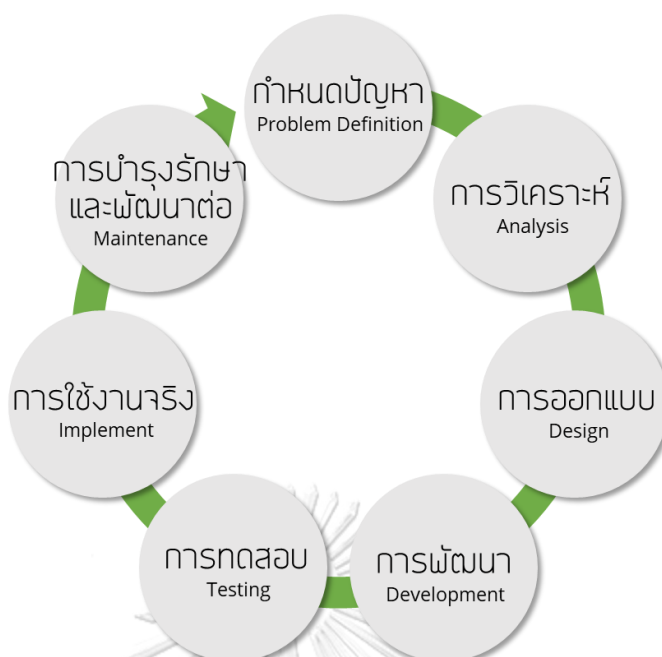 กำหนดปัญหา
Problem Definition
การวิเคราะห์
Analysis
การออกแบบ
Design
การพัฒนา
Development
การทดสอบ
Testing
การใช้งานจริง
Implement
การบำรุงรักษา
และพัฒนาต่อ
Maintenance